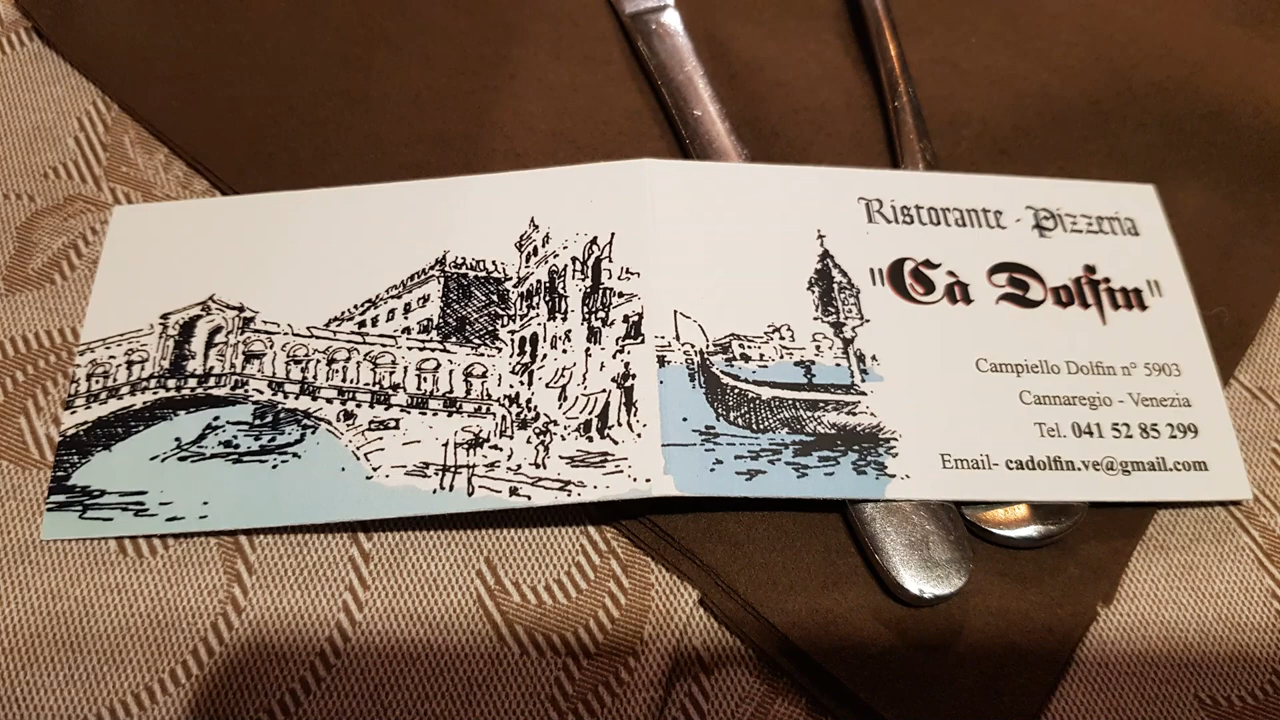 Ristorante - Pizzeria
"Cà Dolfin"
Campiello Dolfin n° 5903
Cannaregio - Venezia
Tel. 041 52 85 299
Email- cadolfin.ve@gmail.com